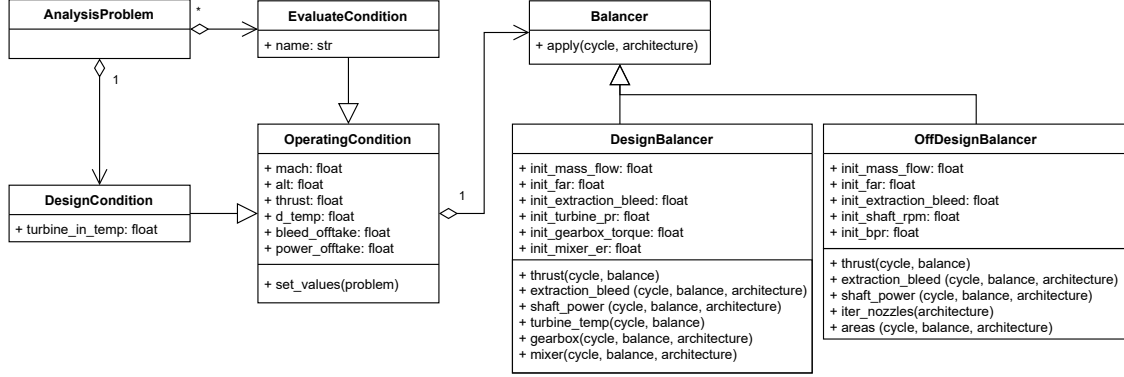 AnalysisProblem
*
1
EvaluateCondition
+ name: str
DesignCondition
+ turbine_in_temp: float
OperatingCondition
+ mach: float
+ alt: float
+ thrust: float
+ d_temp: float
+ bleed_offtake: float
+ power_offtake: float
+ set_values(problem)
1
Balancer
+ apply(cycle, architecture)
DesignBalancer
+ init_mass_flow: float
+ init_far: float
+ init_extraction_bleed: float
+ init_turbine_pr: float
+ init_gearbox_torque: float
+ init_mixer_er: float
+ thrust(cycle, balance)
+ extraction_bleed (cycle, balance, architecture)
+ shaft_power (cycle, balance, architecture)
+ turbine_temp(cycle, balance)
+ gearbox(cycle, balance, architecture)
+ mixer(cycle, balance, architecture)
OffDesignBalancer
+ init_mass_flow: float
+ init_far: float
+ init_extraction_bleed: float
+ init_shaft_rpm: float
+ init_bpr: float
+ thrust(cycle, balance)
+ extraction_bleed (cycle, balance, architecture)
+ shaft_power (cycle, balance, architecture)
+ iter_nozzles(architecture)
+ areas (cycle, balance, architecture)